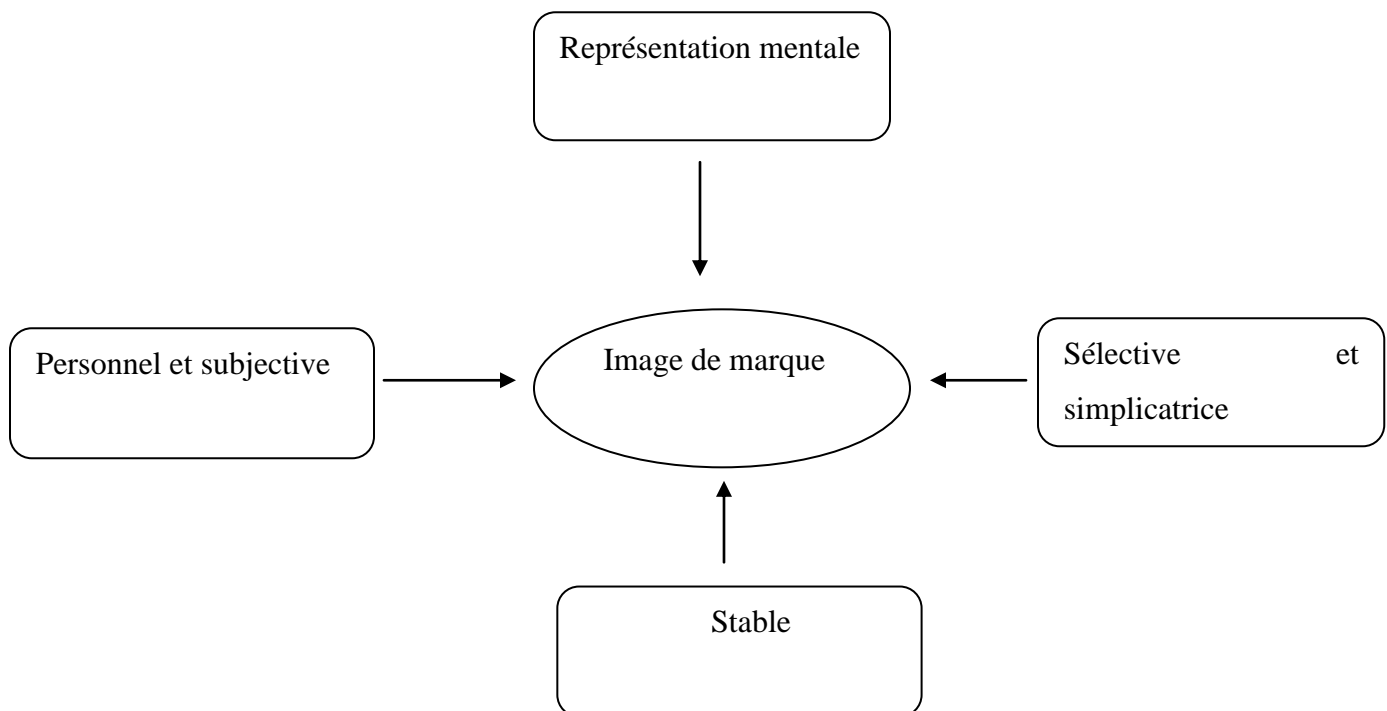 Représentation mentale
Personnel et subjective
Image de marque
Sélective et
simplicatrice
Stable